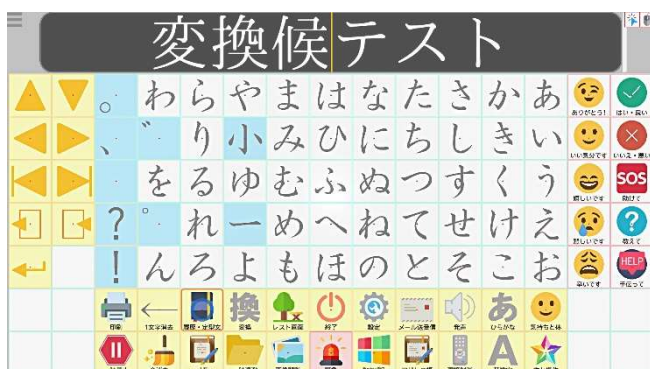 変換候テスト
。 わ ら や ま は な た さ か あ ありがとう! はい・良い
、 ゛ り 小 み ひ に ち し き い いい気分です いいえ・悪い
を る ゆ む ふ ぬ つ す く う 嬉しいです SOS 助けて
? ゜ れ ー め へ ね て せ け え 悲しいです ? 教えて
! ん ろ よ も ほ の と そ こ お 辛いです HELP 手伝って
換 あ
印刷 1文字消去 履歴・定型文 変換 レスト画面 終了 設定 メール送受信 発声 ひらがな 気持ちと体
A